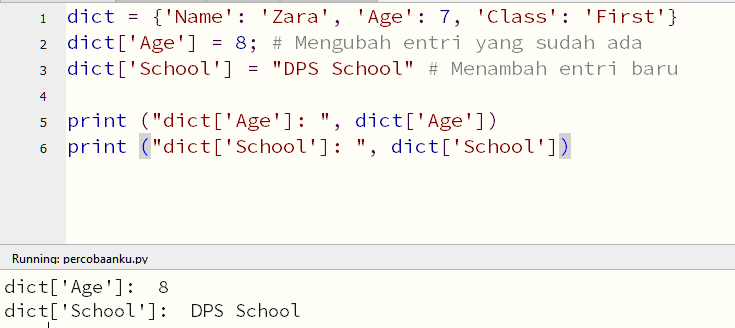 1 dict = {'Name': 'Zara', 'Age': 7, 'Class': 'First'}
2 dict['Age'] = 8; # Mengubah entri yang sudah ada
3 dict['School'] = "DPS School" # Menambah entri baru
4
5 print ("dict['Age']: ", dict['Age'])
6 print ("dict['School']: ", dict['School'])
Running: percobaanku.py
dict['Age']:  8
dict['School']:  DPS School